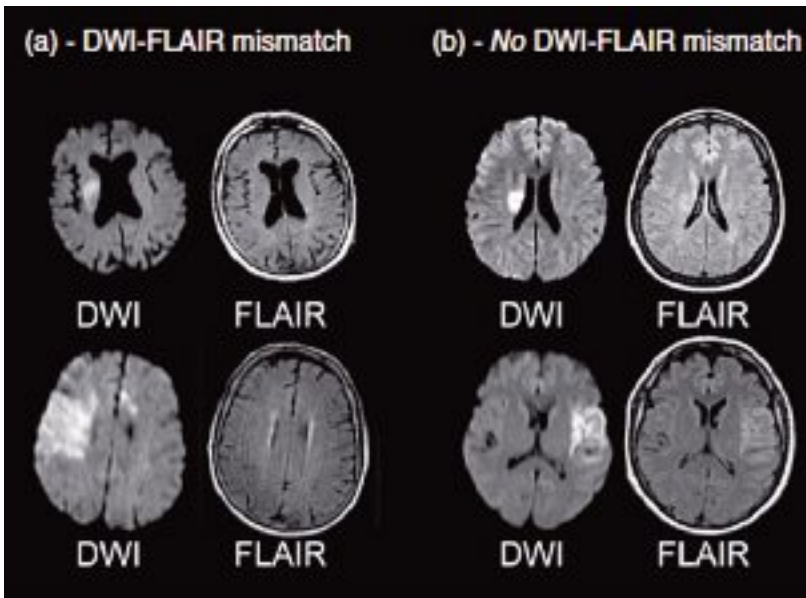 (a) - DWI-FLAIR mismatch
(b) - No DWI-FLAIR mismatch
DWI
FLAIR
DWI
FLAIR
DWI
FLAIR
DWI
FLAIR